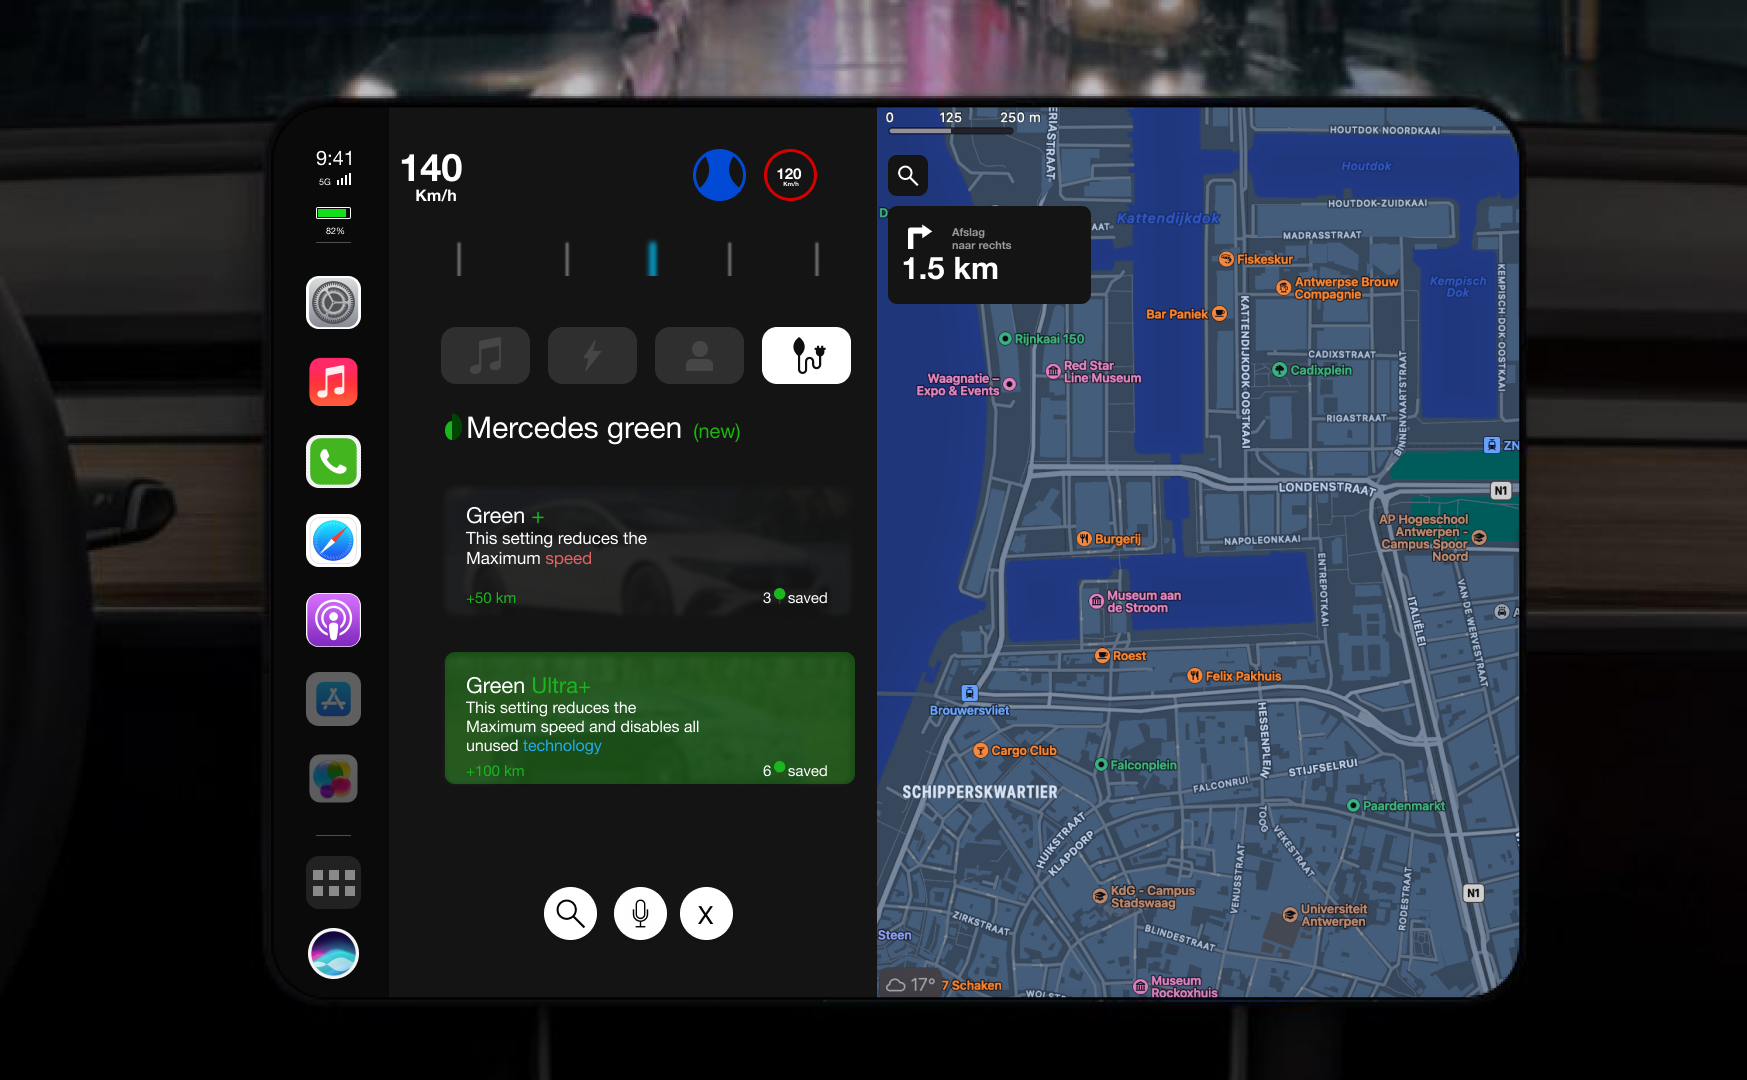 9:41
5G
82%
140
Km/h
120
Km/h
Mercedes green (new)
Green +
This setting reduces the
Maximum speed
+50 km
3 saved
Green Ultra+
This setting reduces the
Maximum speed and disables all
unused technology
+100 km
6 saved
X
0 125 250 m
Afslag
naar rechts
1.5 km
HOUTDOK NOORDKAAI
Houtdok
HOUTDOK-ZUIDKAAI
Kattendijkdok
MADRASSTRAAT
Fiskeskur
Antwerpse Brouw
Compagnie
Kempisch
Dok
KEMPISCH-DOK-OOSTKAAI
Bar Paniek
KATTENDIJKDOK-OOSTKAAI
Rijnkaai 150
CADIXSTRAAT
Cadixplein
Red Star
Line Museum
Waagnatie –
Expo & Events
RIGASTRAAT
BINNENVAARTSTRAAT
ZN
LONDENSTRAAT
N1
AP Hogeschool
Antwerpen -
Campus Spoor
Noord
Burgerij
NAPOLEONKAAI
ENTREPOTKAAI
Museum aan
de Stroom
ITALIËLEI
VAN DE WERVESTRAAT
Roest
Felix Pakhuis
Brouwersvliet
HESSENPLEIN
Cargo Club
Falconplein
STIJFSELRUI
FALCONRUI
SCHIPPERSKWARTIER
Paardenmarkt
HUIKSTRAAT
KLAPDORP
VEKESTRAAT
VENUSSTRAAT
RODESTRAAT
KdG - Campus
Stadswaag
N1
Universiteit
Antwerpen
ZIRKSTRAAT
BLINDESTRAAT
Steen
17°
7 Schaken
Museum
Rockoxhuis